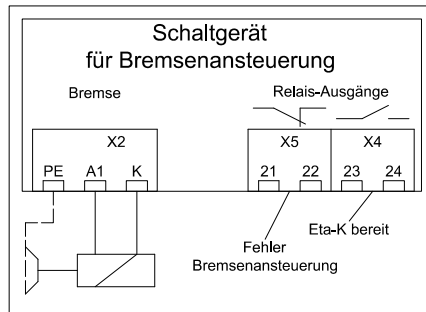 Schaltgerät
für Bremsenansteuerung
Bremse
Relais-Ausgänge
X2
X5
X4
PE
A1
K
21
22
23
24
Fehler
Bremsenansteuerung
Eta-K bereit